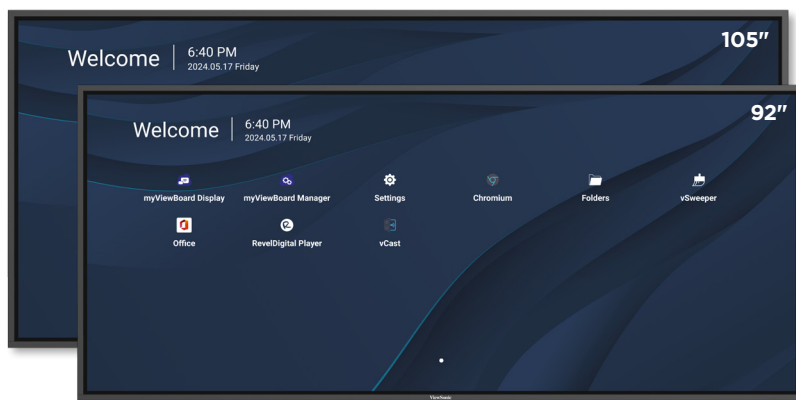 105"
Welcome
6:40 PM
2024.05.17 Friday
92"
Welcome
6:40 PM
2024.05.17 Friday
myViewBoard Display
myViewBoard Manager
Settings
Chromium
Folders
vSweeper
Office
RevelDigital Player
vCast
ViewSonic